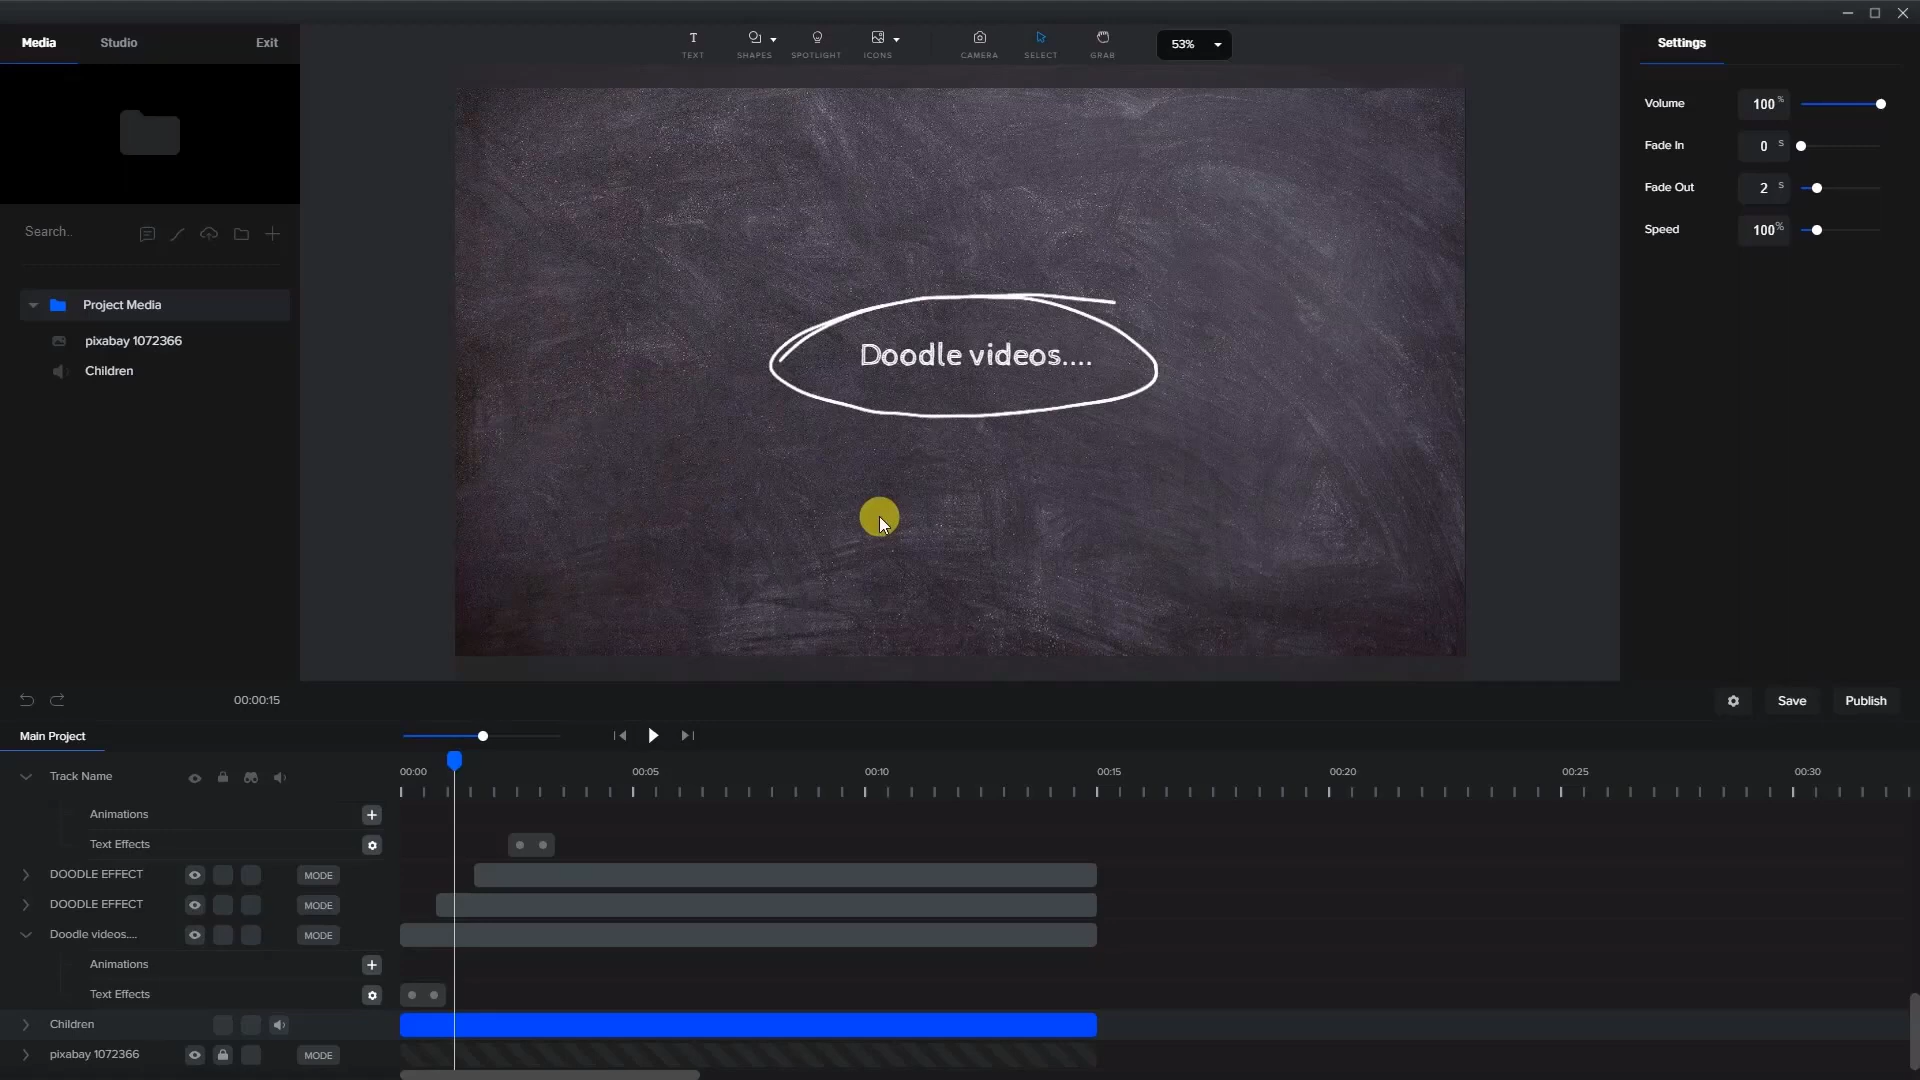 Media Studio Exit
TEXT SHAPES SPOTLIGHT ICONS CAMERA SELECT GRAB 53%
Settings
Volume 100 %
Fade In 0 s
Fade Out 2 s
Speed 100 %
Search..
Project Media
pixabay 1072366
Children
Doodle videos....
00:00:15
Save Publish
Main Project
Track Name
00:00 00:05 00:10 00:15 00:20 00:25 00:30
Animations
Text Effects
DOODLE EFFECT MODE
DOODLE EFFECT MODE
Doodle videos.... MODE
Animations
Text Effects
Children
pixabay 1072366 MODE